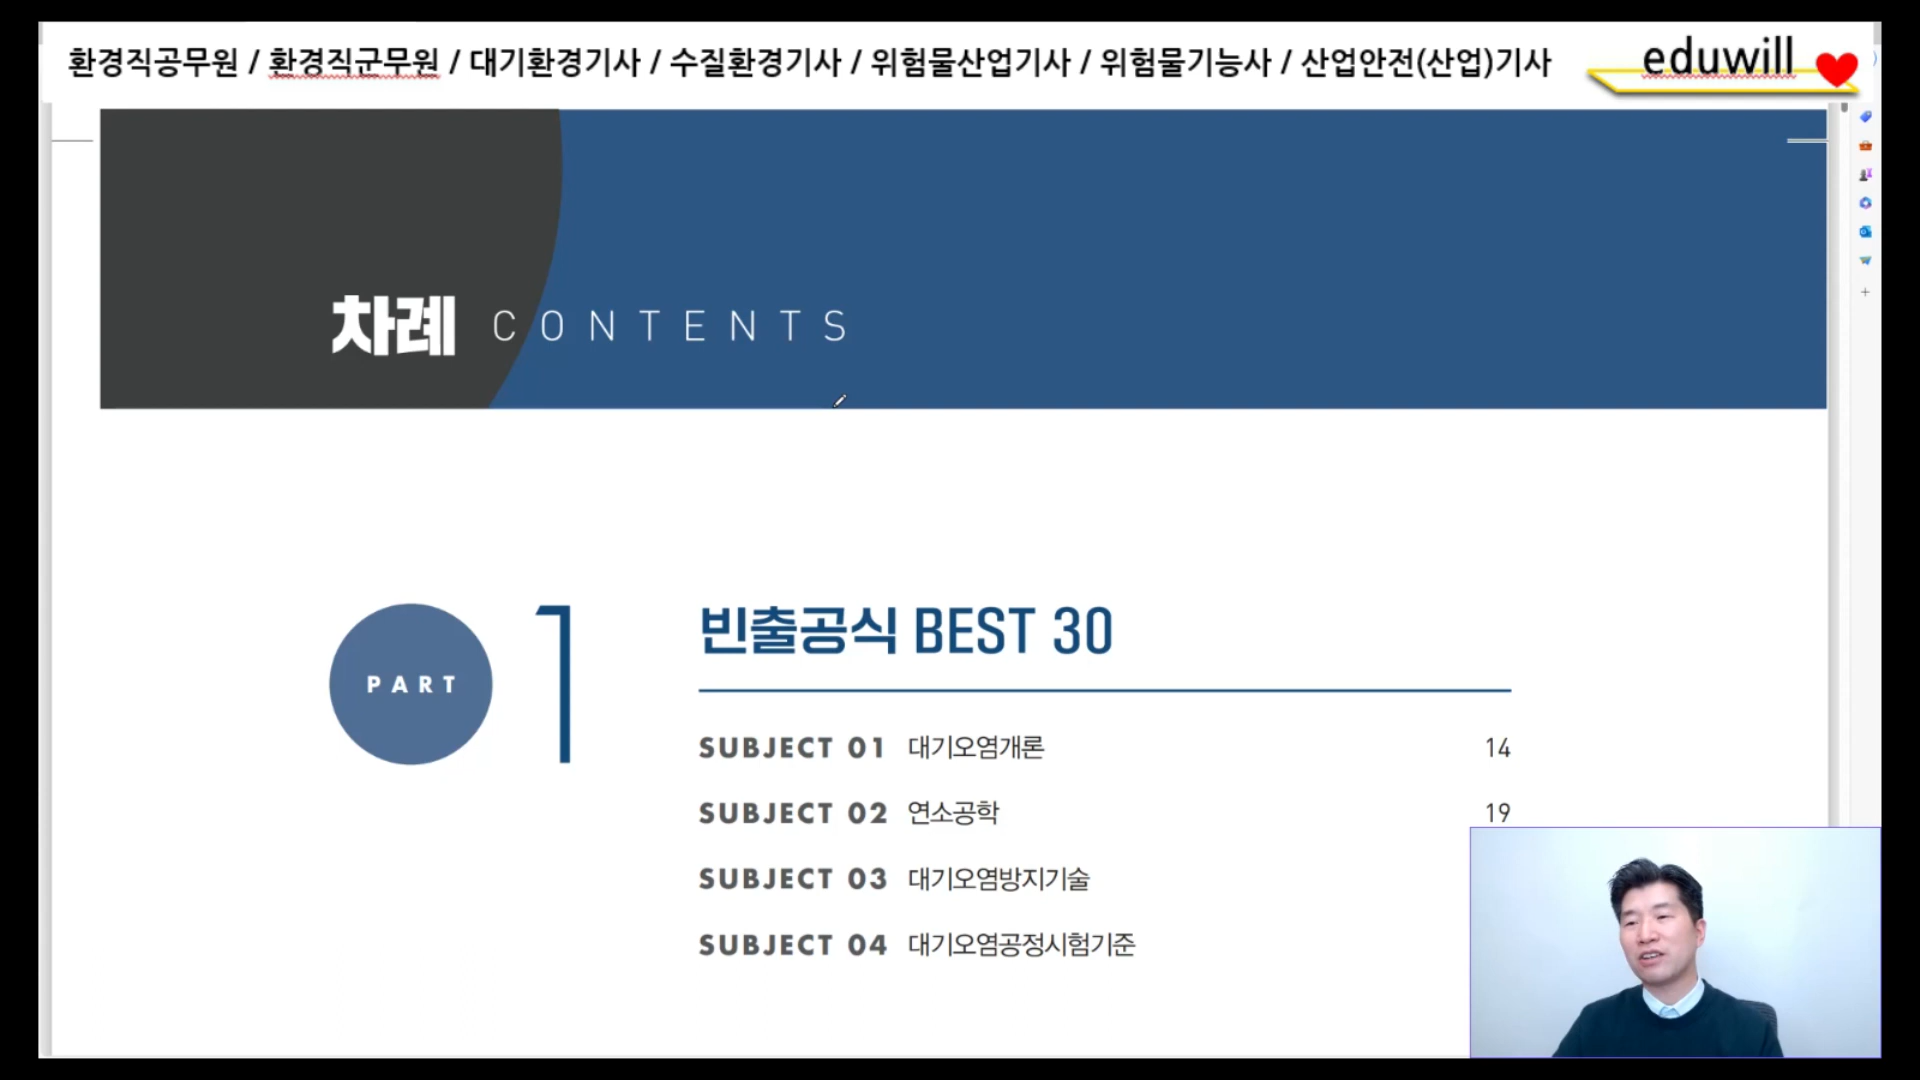 환경직공무원 / 환경직군무원 / 대기환경기사 / 수질환경기사 / 위험물산업기사 / 위험물기능사 / 산업안전(산업)기사
eduwill
차례 CONTENTS
PART 1
빈출공식 BEST 30
SUBJECT 01 대기오염개론 14
SUBJECT 02 연소공학 19
SUBJECT 03 대기오염방지기술
SUBJECT 04 대기오염공정시험기준